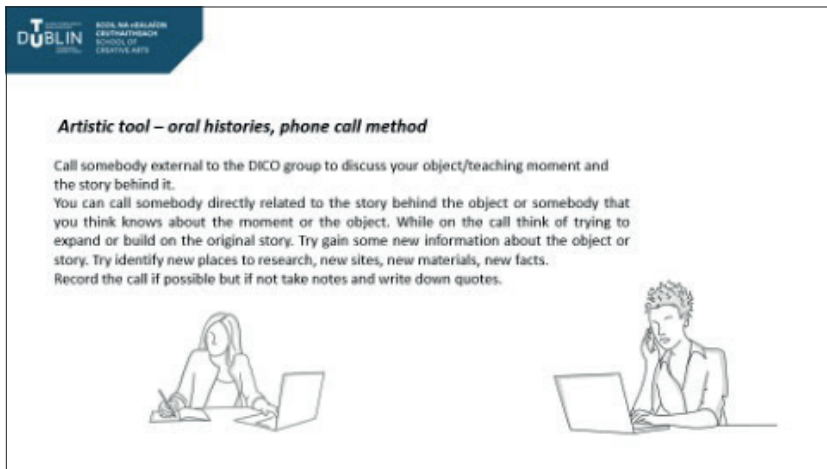 TU
DUBLIN
SCOIL NA nEALAÍON
CRUTHAITHEACH
SCHOOL OF
CREATIVE ARTS
Artistic tool – oral histories, phone call method
Call somebody external to the DICO group to discuss your object/teaching moment and
the story behind it.
You can call somebody directly related to the story behind the object or somebody that
you think knows about the moment or the object. While on the call think of trying to
expand or build on the original story. Try gain some new information about the object or
story. Try identify new places to research, new sites, new materials, new facts.
Record the call if possible but if not take notes and write down quotes.